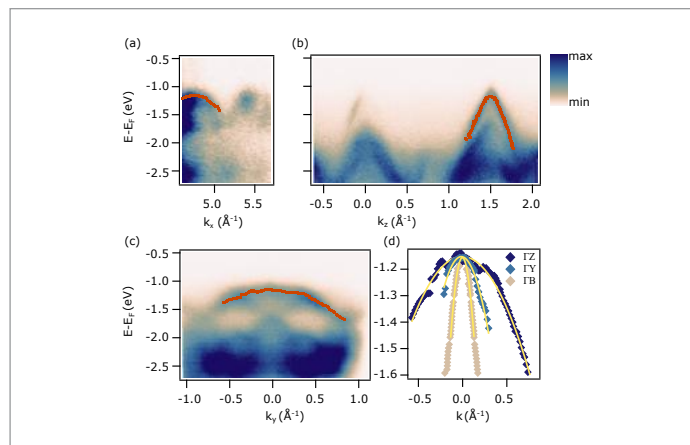 (a)
(b)
max
min
-0.5
-1.0
-1.5
-2.0
-2.5
E-E_F (eV)
5.0 5.5
k_x (Å⁻¹)
-0.5 0.0 0.5 1.0 1.5 2.0
k_z (Å⁻¹)
(c)
(d)
-0.5
-1.0
-1.5
-2.0
-2.5
E-E_F (eV)
-1.0 -0.5 0.0 0.5 1.0
k_y (Å⁻¹)
ΓZ
ΓY
ΓB
-1.2
-1.3
-1.4
-1.5
-1.6
-0.5 0.0 0.5
k (Å⁻¹)